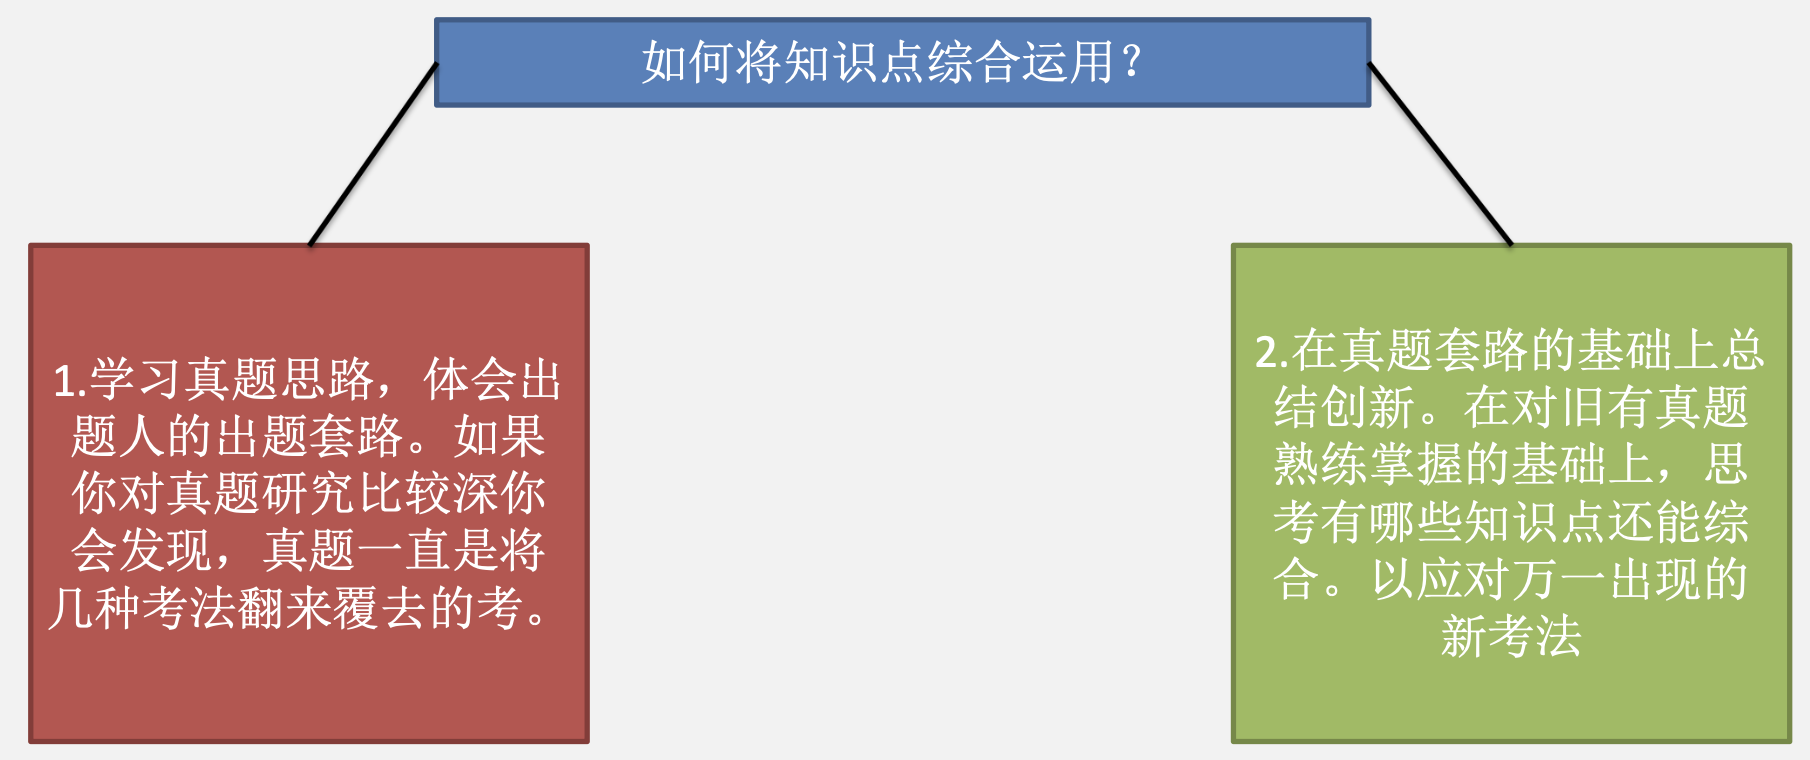 如何将知识点综合运用？
1.学习真题思路，体会出
题人的出题套路。如果
你对真题研究比较深你
会发现，真题一直是将
几种考法翻来覆去的考。
2.在真题套路的基础上总
结创新。在对旧有真题
熟练掌握的基础上，思
考有哪些知识点还能综
合。以应对万一出现的
新考法